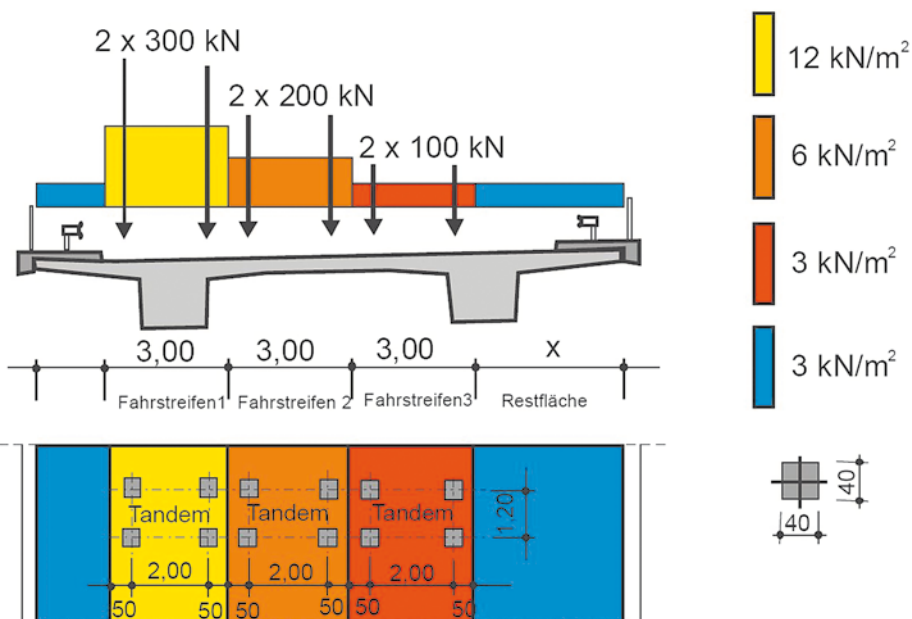 2 x 300 kN
2 x 200 kN
2 x 100 kN
12 kN/m²
6 kN/m²
3 kN/m²
3 kN/m²
3,00 3,00 3,00 x
Fahrstreifen1 Fahrstreifen 2 Fahrstreifen3 Restfläche
Tandem Tandem Tandem
1,20
2,00 2,00 2,00
50 50 50 50 50 50
40
40